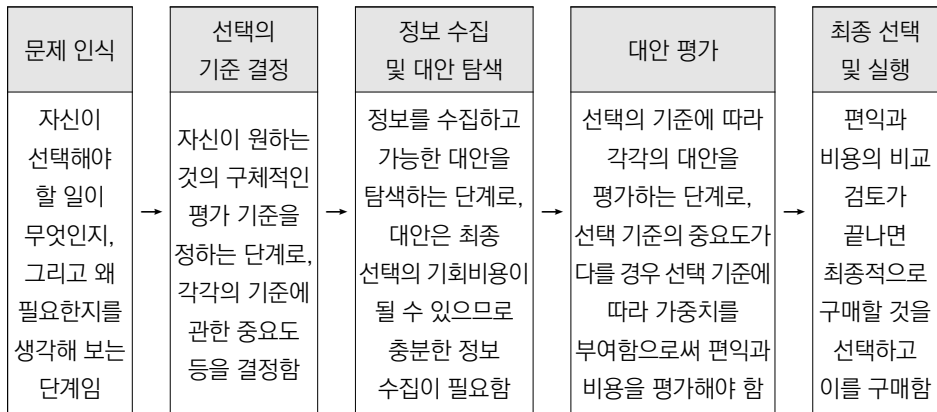 문제 인식
자신이
선택해야
할 일이
무엇인지,
그리고 왜
필요한지를
생각해 보는
단계임
→
선택의
기준 결정
자신이 원하는
것의 구체적인
평가 기준을
정하는 단계로,
각각의 기준에
관한 중요도
등을 결정함
→
정보 수집
및 대안 탐색
정보를 수집하고
가능한 대안을
탐색하는 단계로,
대안은 최종
선택의 기회비용이
될 수 있으므로
충분한 정보
수집이 필요함
→
대안 평가
선택의 기준에 따라
각각의 대안을
평가하는 단계로,
선택 기준의 중요도가
다를 경우 선택 기준에
따라 가중치를
부여함으로써 편익과
비용을 평가해야 함
→
최종 선택
및 실행
편익과
비용의 비교
검토가
끝나면
최종적으로
구매할 것을
선택하고
이를 구매함